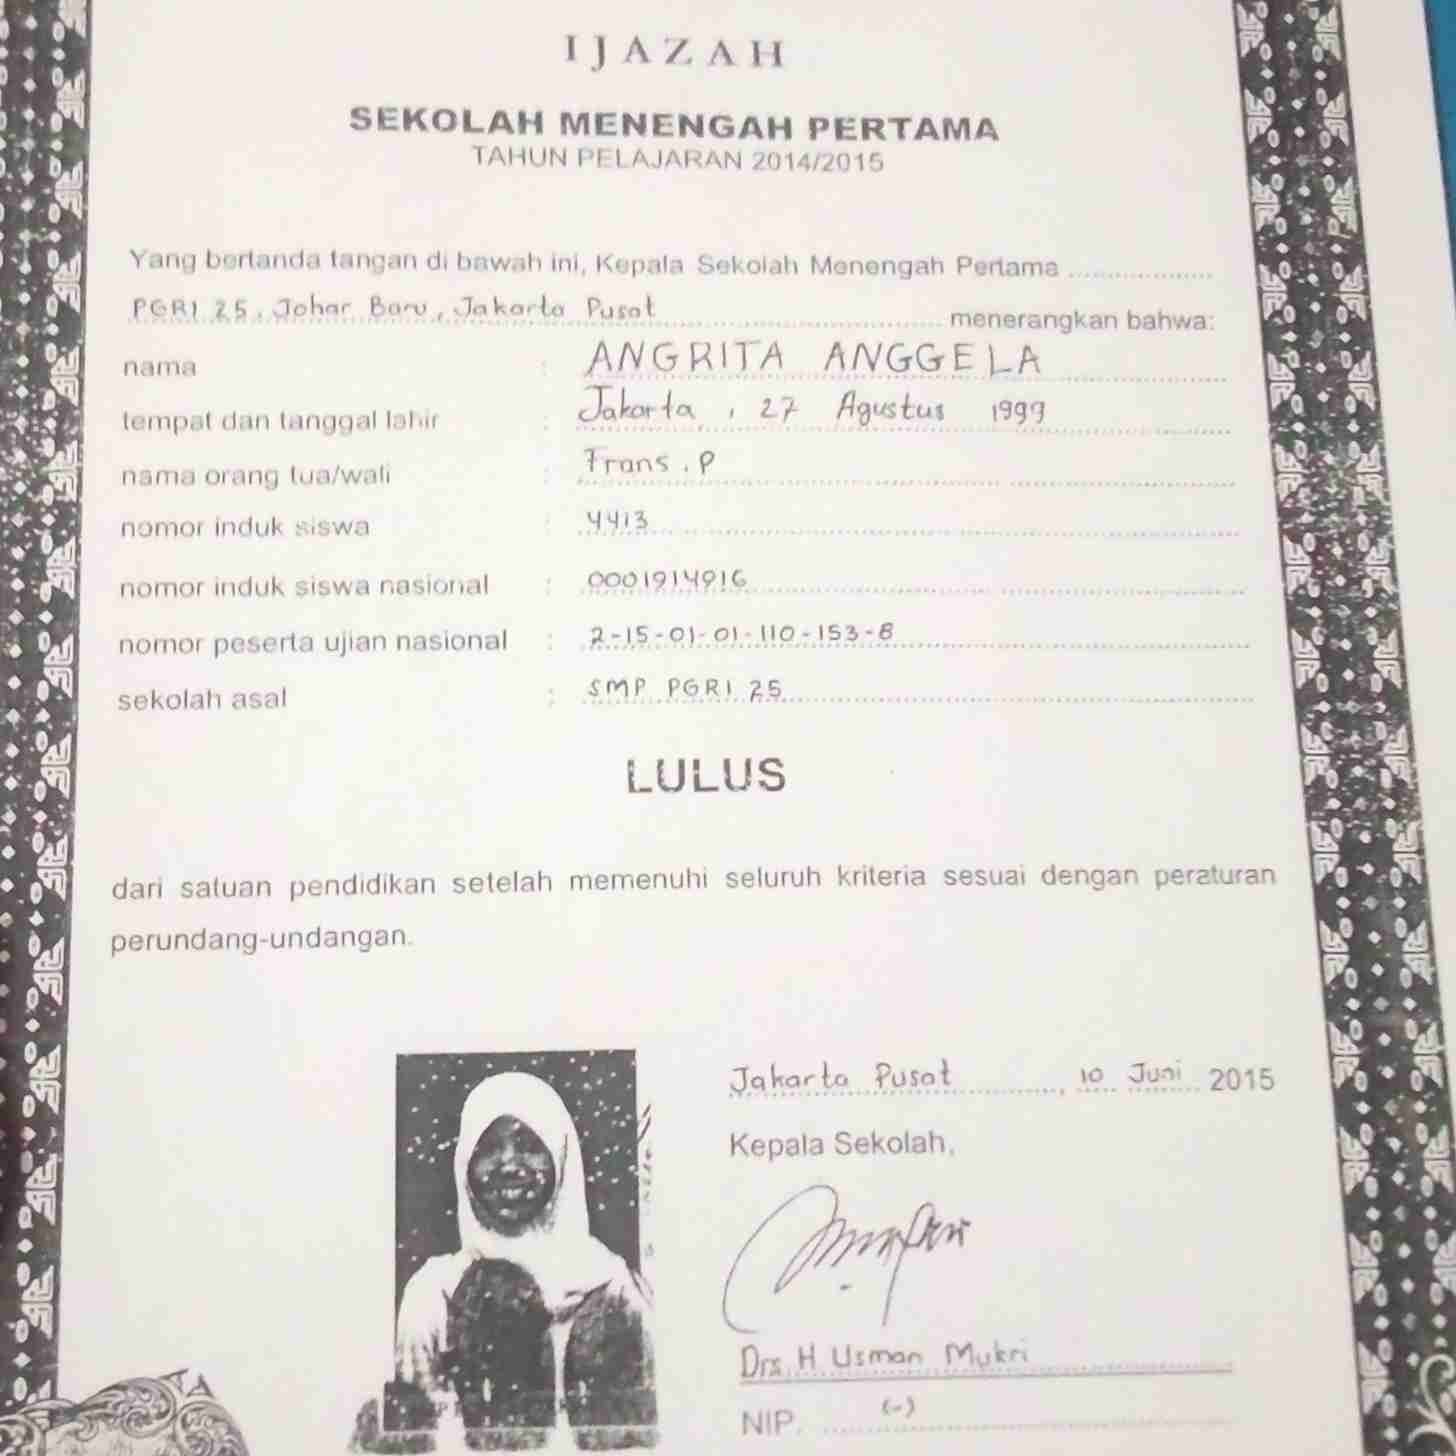 IJAZAH
SEKOLAH MENENGAH PERTAMA
TAHUN PELAJARAN 2014/2015
Yang bertanda tangan di bawah ini, Kepala Sekolah Menengah Pertama
PGRI 25, Johar Baru, Jakarta Pusat menerangkan bahwa:
nama : ANGRITA ANGGELA
tempat dan tanggal lahir : Jakarta, 27 Agustus 1999
nama orang tua/wali : Frans.P
nomor induk siswa : 4413
nomor induk siswa nasional : 0001914916
nomor peserta ujian nasional : 2-15-01-01-110-153-8
sekolah asal : SMP PGRI 25
LULUS
dari satuan pendidikan setelah memenuhi seluruh kriteria sesuai dengan peraturan
perundang-undangan.
Jakarta Pusat, 10 Juni 2015
Kepala Sekolah,
Drs. H Usman Mukri
NIP. (-)